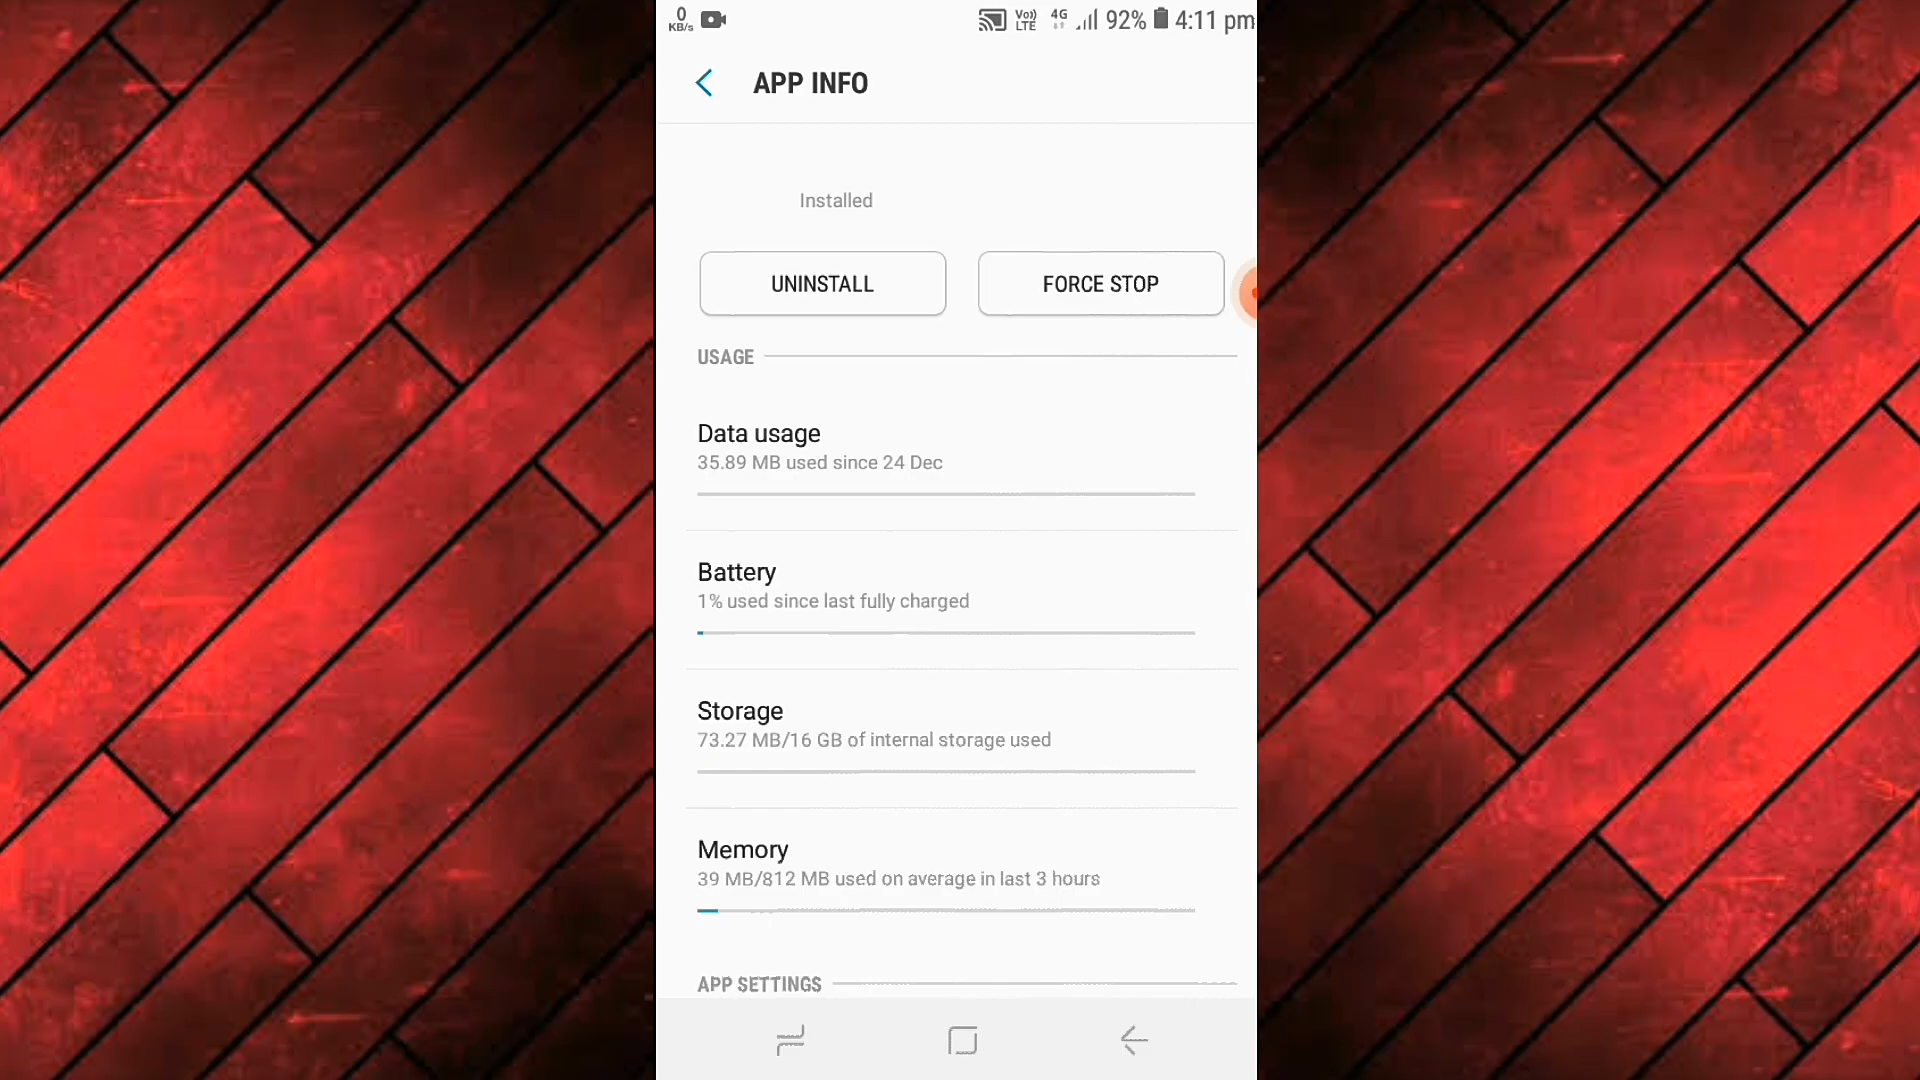 0
KB/s
Vo))
LTE
4G
92%
4:11 pm
APP INFO
Installed
UNINSTALL
FORCE STOP
USAGE
Data usage
35.89 MB used since 24 Dec
Battery
1% used since last fully charged
Storage
73.27 MB/16 GB of internal storage used
Memory
39 MB/812 MB used on average in last 3 hours
APP SETTINGS